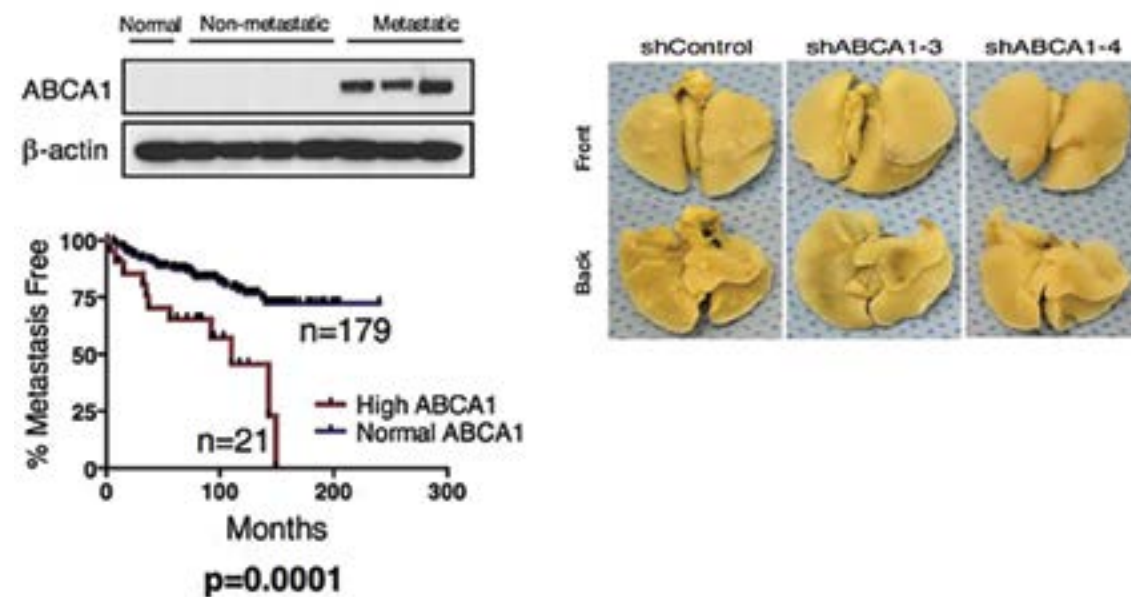 Normal Non-metastatic Metastatic
ABCA1
β-actin
% Metastasis Free
100
75
50
25
0
n=179
n=21
High ABCA1
Normal ABCA1
0 100 200 300
Months
p=0.0001
shControl shABCA1-3 shABCA1-4
Front
Back